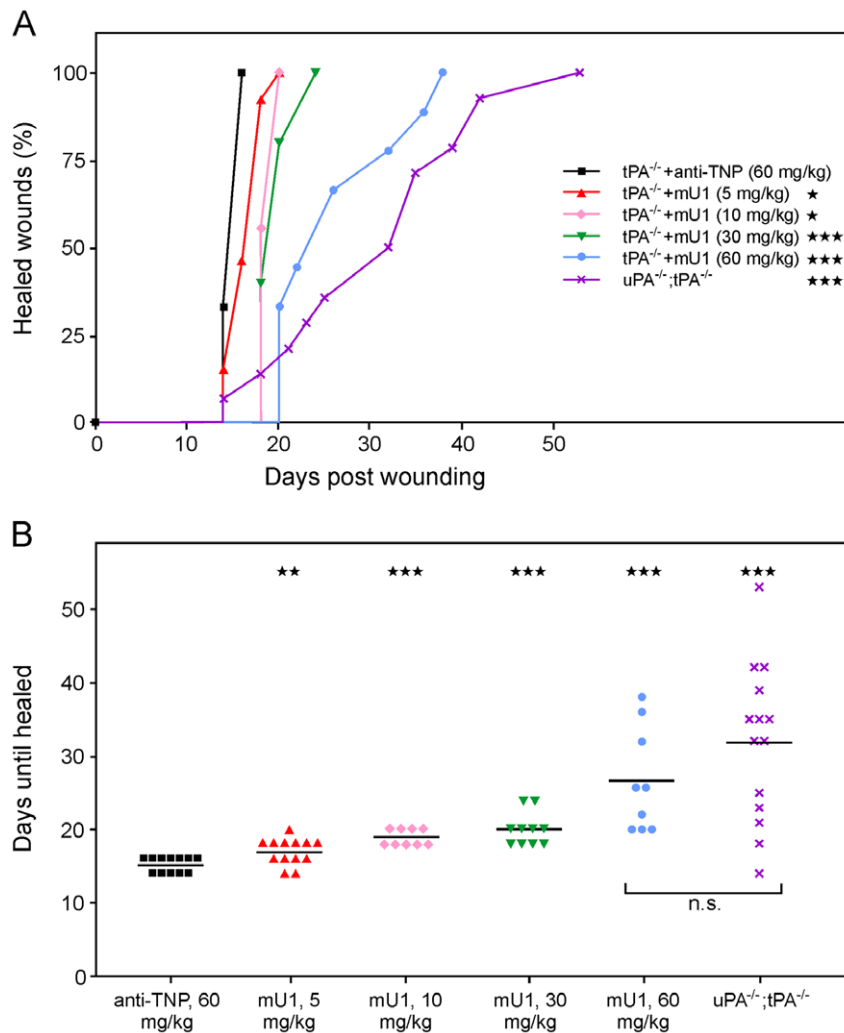 A
Healed wounds (%)
100
75
50
25
0
0 10 20 30 40 50
Days post wounding
tPA⁻/⁻+anti-TNP (60 mg/kg)
tPA⁻/⁻+mU1 (5 mg/kg) ★
tPA⁻/⁻+mU1 (10 mg/kg) ★
tPA⁻/⁻+mU1 (30 mg/kg) ★★★
tPA⁻/⁻+mU1 (60 mg/kg) ★★★
uPA⁻/⁻;tPA⁻/⁻ ★★★
B
Days until healed
50
40
30
20
10
0
★★ ★★★ ★★★ ★★★ ★★★
n.s.
anti-TNP, 60 mU1, 5 mU1, 10 mU1, 30 mU1, 60 uPA⁻/⁻;tPA⁻/⁻
mg/kg mg/kg mg/kg mg/kg mg/kg